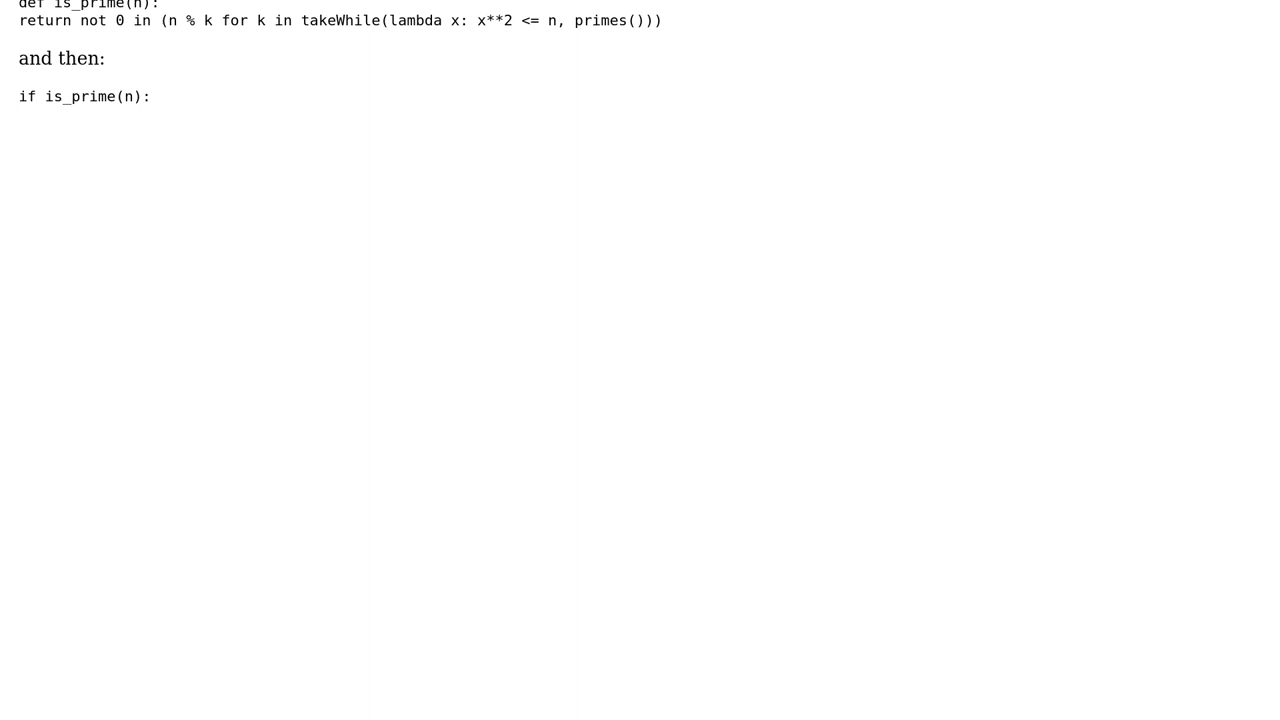 def is_prime(n):
return not 0 in (n % k for k in takeWhile(lambda x: x**2 <= n, primes()))
and then:
if is_prime(n):